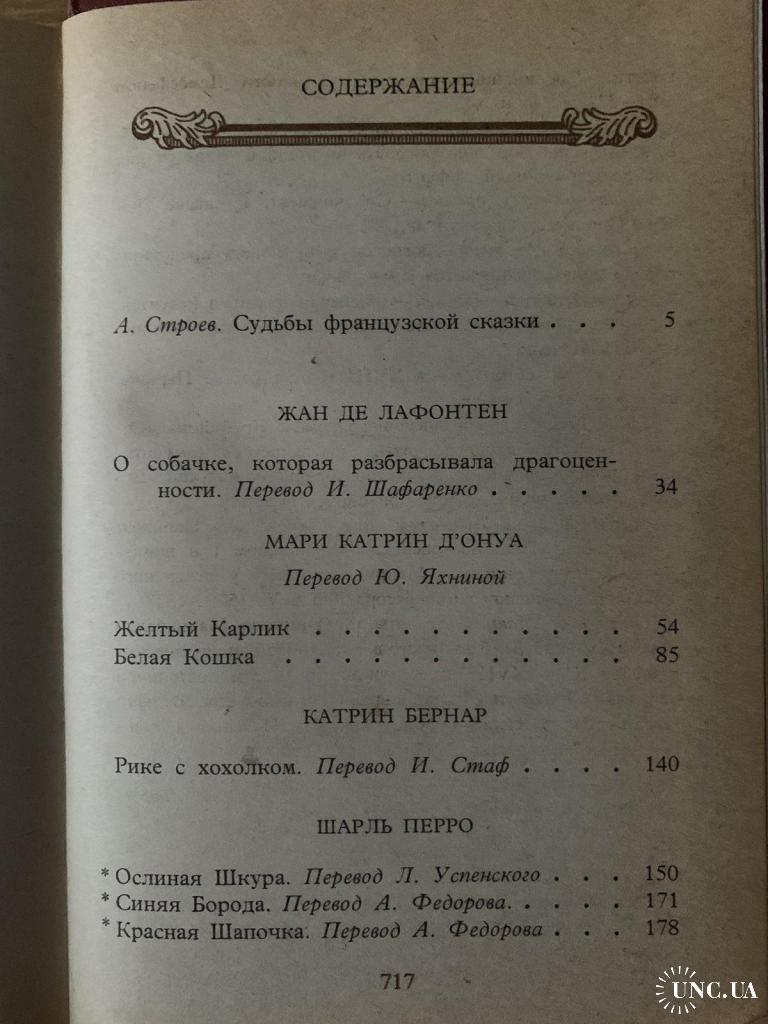 СОДЕРЖАНИЕ
А. Строев. Судьбы французской сказки . . . 5
ЖАН ДЕ ЛАФОНТЕН
О собачке, которая разбрасывала драгоцен-
ности. Перевод И. Шафаренко . . . . . 34
МАРИ КАТРИН Д'ОНУА
Перевод Ю. Яхниной
Желтый Карлик . . . . . . . . . . . 54
Белая Кошка . . . . . . . . . . . . 85
КАТРИН БЕРНАР
Рике с хохолком. Перевод И. Стаф . . . . 140
ШАРЛЬ ПЕРРО
* Ослиная Шкура. Перевод Л. Успенского . . . 150
* Синяя Борода. Перевод А. Федорова. . . . . 171
* Красная Шапочка. Перевод А. Федорова . . . 178
717
UNC.UA